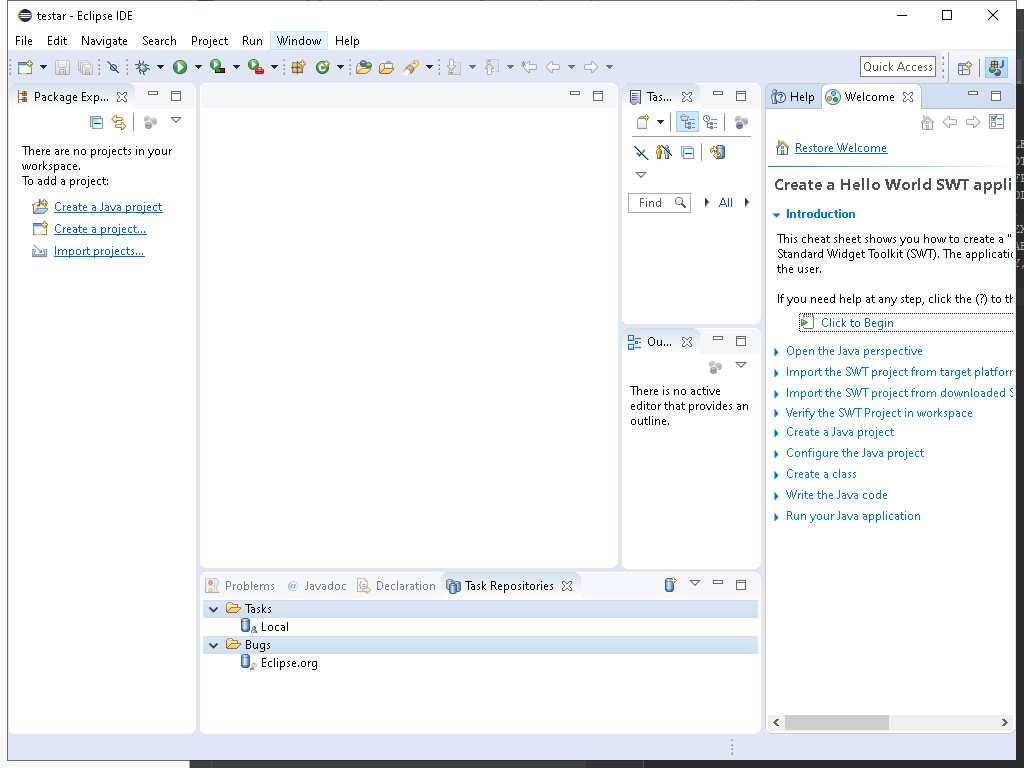 testar - Eclipse IDE
File Edit Navigate Search Project Run Window Help
Quick Access
Package Exp...
There are no projects in your
workspace.
To add a project:
Create a Java project
Create a project...
Import projects...
Tas...
Find
All
Ou...
There is no active
editor that provides an
outline.
Help
Welcome
Restore Welcome
Create a Hello World SWT appli
Introduction
This cheat sheet shows you how to create a "
Standard Widget Toolkit (SWT). The applicatio
the user.
If you need help at any step, click the (?) to th
Click to Begin
Open the Java perspective
Import the SWT project from target platform
Import the SWT project from downloaded S
Verify the SWT Project in workspace
Create a Java project
Configure the Java project
Create a class
Write the Java code
Run your Java application
Problems @ Javadoc Declaration Task Repositories
Tasks
Local
Bugs
Eclipse.org